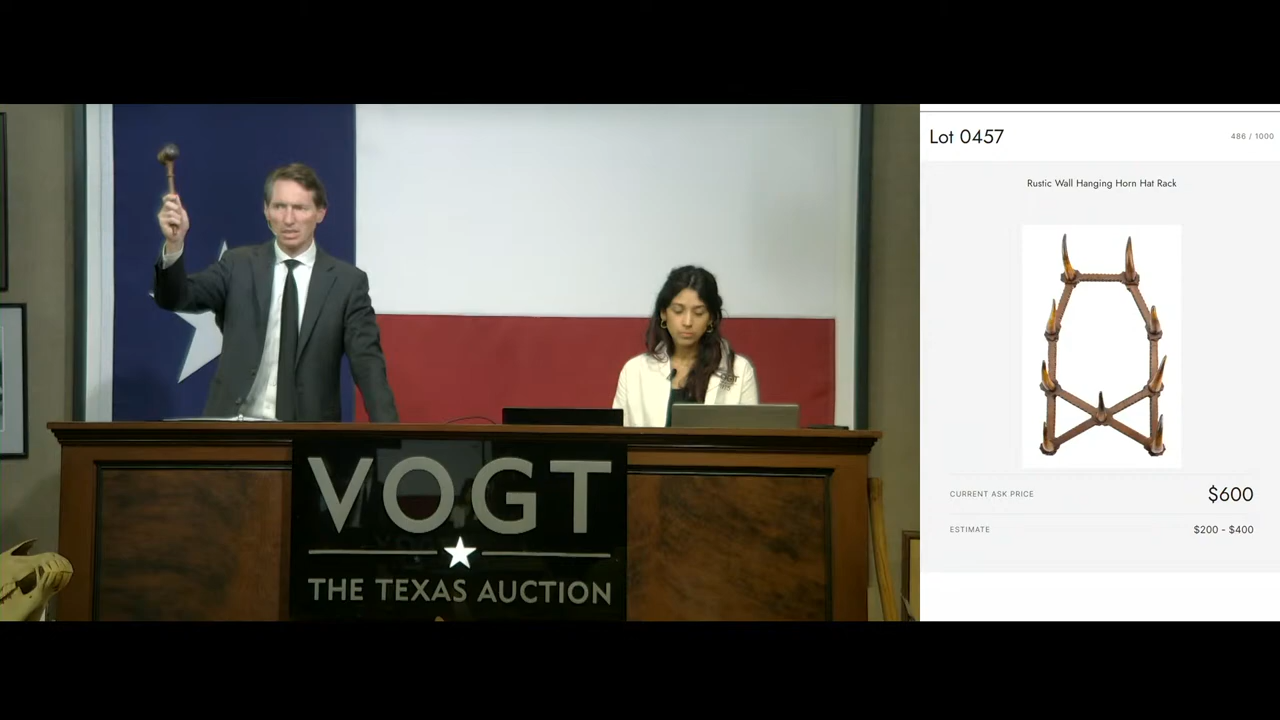 Lot 0457
486 / 1000
Rustic Wall Hanging Horn Hat Rack
CURRENT ASK PRICE
$600
ESTIMATE
$200 - $400
VOGT
VOGT
THE TEXAS AUCTION